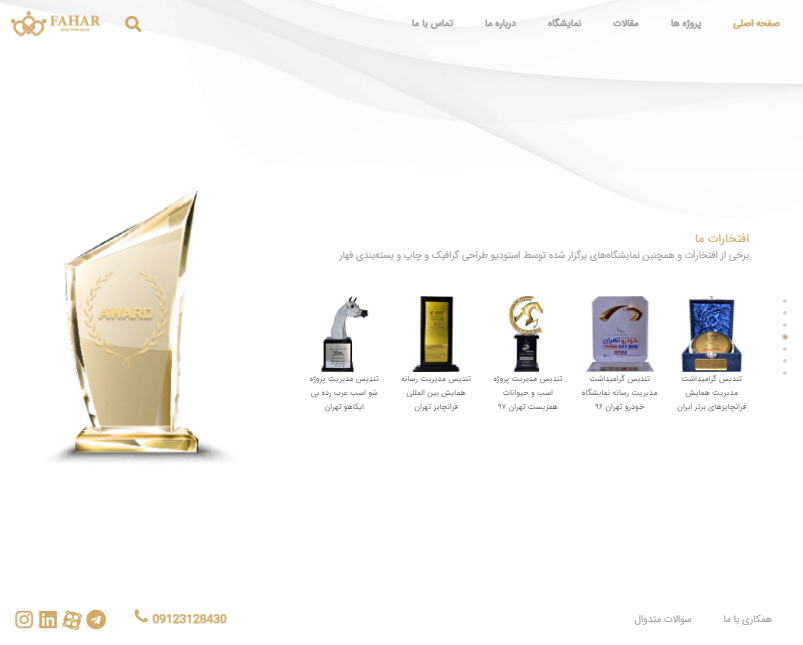 FAHAR
صفحه اصلی
پروژه ها
مقالات
نمایشگاه
درباره ما
تماس با ما
افتخارات ما
برخی از افتخارات و همچنین نمایشگاه‌های برگزار شده توسط استودیو طراحی گرافیک و چاپ و بسته‌بندی فهار
AWARD
تندیس گرامیداشت
مدیریت همایش
فرانچایزهای برتر ایران
تندیس گرامیداشت
مدیریت رسانه نمایشگاه
خودرو تهران ۹۶
تندیس مدیریت پروژه
اسب و حیوانات
همزیست تهران ۹۷
تندیس مدیریت رسانه
همایش بین المللی
فرانچایز تهران
تندیس مدیریت پروژه
شو اسب عرب رده بی
ایکاهو تهران
خودرو تهران
همکاری با ما
سوالات متدوال
09123128430